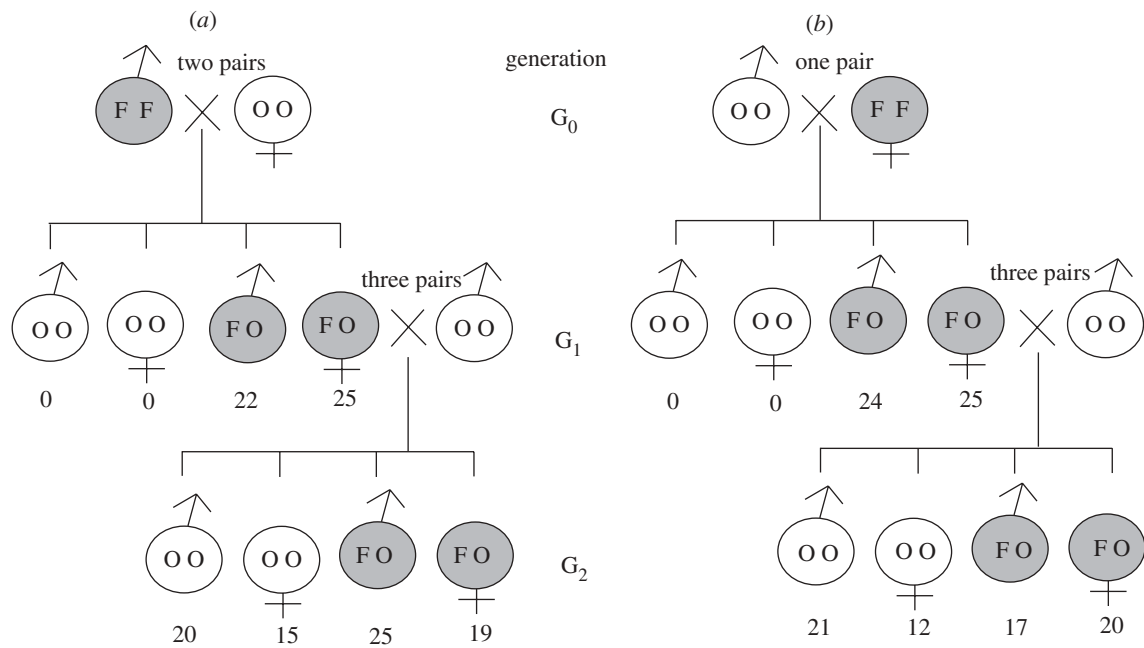 (a)
(b)
two pairs
generation
one pair
F F
O O
G0
O O
F F
three pairs
three pairs
O O
O O
F O
F O
O O
G1
O O
O O
F O
F O
O O
0
0
22
25
0
0
24
25
O O
O O
F O
F O
G2
O O
O O
F O
F O
20
15
25
19
21
12
17
20